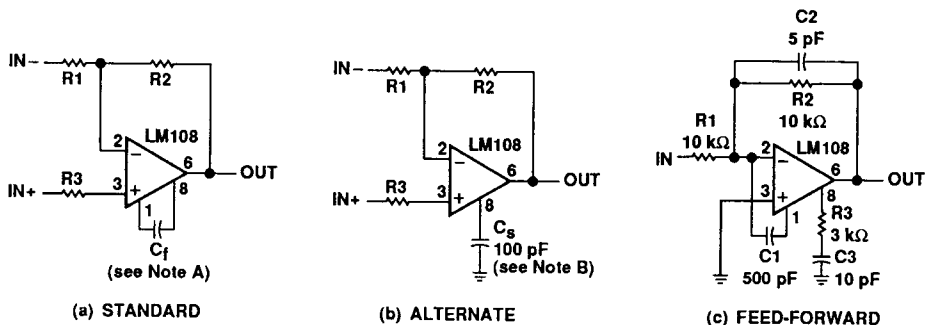 IN−
R1
R2
LM108
2
−
6
OUT
IN+
R3
3
+
8
1
Cf
(see Note A)
(a) STANDARD
IN−
R1
R2
LM108
2
−
6
OUT
IN+
R3
3
+
8
Cs
100 pF
(see Note B)
(b) ALTERNATE
C2
5 pF
R2
10 kΩ
R1
10 kΩ
LM108
IN
2
−
6
OUT
3
+
8
1
R3
3 kΩ
C1
500 pF
C3
10 pF
(c) FEED-FORWARD